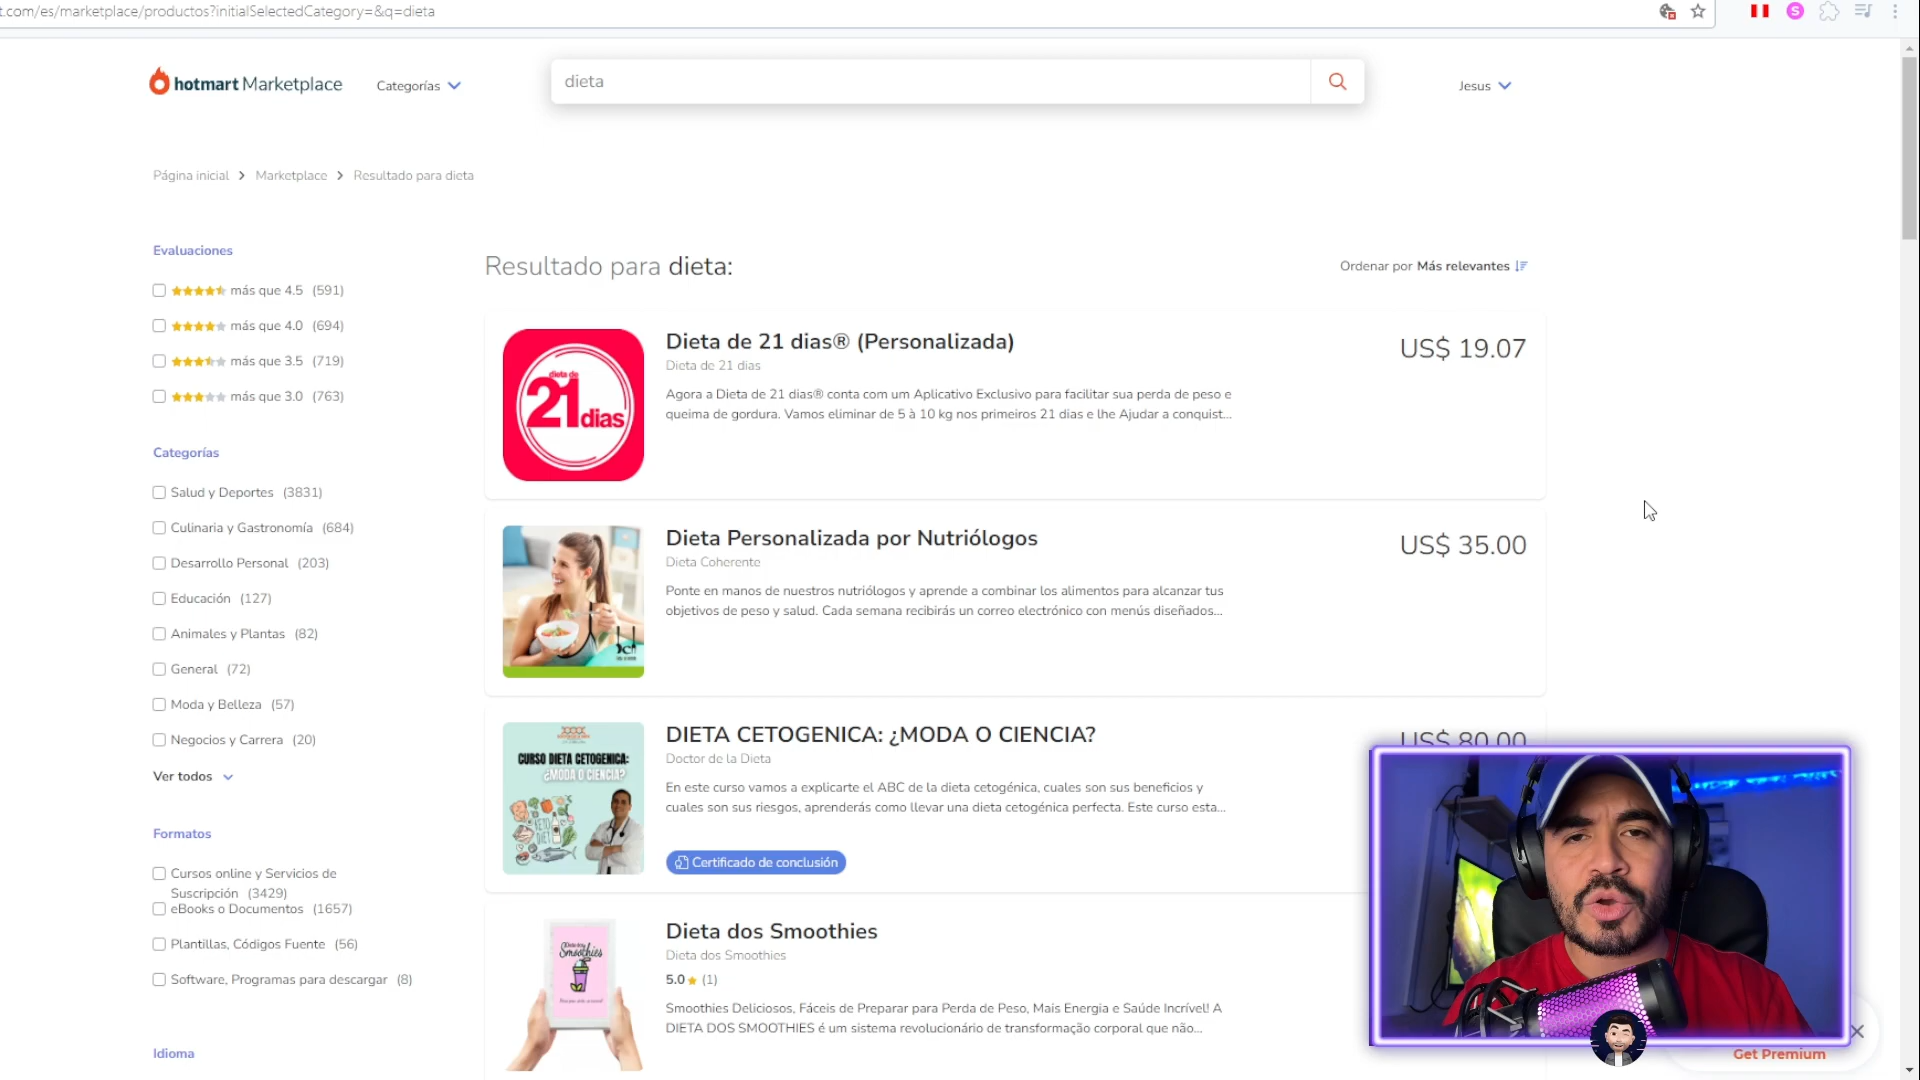 t.com/es/marketplace/productos?initialSelectedCategory=&q=dieta
S
hotmart Marketplace
Categorías
dieta
Jesus
Página inicial > Marketplace > Resultado para dieta
Evaluaciones
más que 4.5 (591)
más que 4.0 (694)
más que 3.5 (719)
más que 3.0 (763)
Categorías
Salud y Deportes (3831)
Culinaria y Gastronomía (684)
Desarrollo Personal (203)
Educación (127)
Animales y Plantas (82)
General (72)
Moda y Belleza (57)
Negocios y Carrera (20)
Ver todos
Formatos
Cursos online y Servicios de
Suscripción (3429)
eBooks o Documentos (1657)
Plantillas, Códigos Fuente (56)
Software, Programas para descargar (8)
Idioma
Resultado para dieta:
Ordenar por Más relevantes
dieta de
21
dias
Dieta de 21 dias® (Personalizada)
US$ 19.07
Dieta de 21 dias
Agora a Dieta de 21 dias® conta com um Aplicativo Exclusivo para facilitar sua perda de peso e
queima de gordura. Vamos eliminar de 5 à 10 kg nos primeiros 21 dias e lhe Ajudar a conquist...
Dieta Personalizada por Nutriólogos
US$ 35.00
Dieta Coherente
Ponte en manos de nuestros nutriólogos y aprende a combinar los alimentos para alcanzar tus
objetivos de peso y salud. Cada semana recibirás un correo electrónico con menús diseñados...
CURSO DIETA CETOGENICA:
¿MODA O CIENCIA?
KETO
DIET
DIETA CETOGENICA: ¿MODA O CIENCIA?
US$ 80.00
Doctor de la Dieta
En este curso vamos a explicarte el ABC de la dieta cetogénica, cuales son sus beneficios y
cuales son sus riesgos, aprenderás como llevar una dieta cetogénica perfecta. Este curso esta...
Certificado de conclusión
Dieta dos
Smoothies
Dieta dos Smoothies
Dieta dos Smoothies
5.0 (1)
Smoothies Deliciosos, Fáceis de Preparar para Perda de Peso, Mais Energia e Saúde Incrível! A
DIETA DOS SMOOTHIES é um sistema revolucionário de transformação corporal que não...
Get Premium